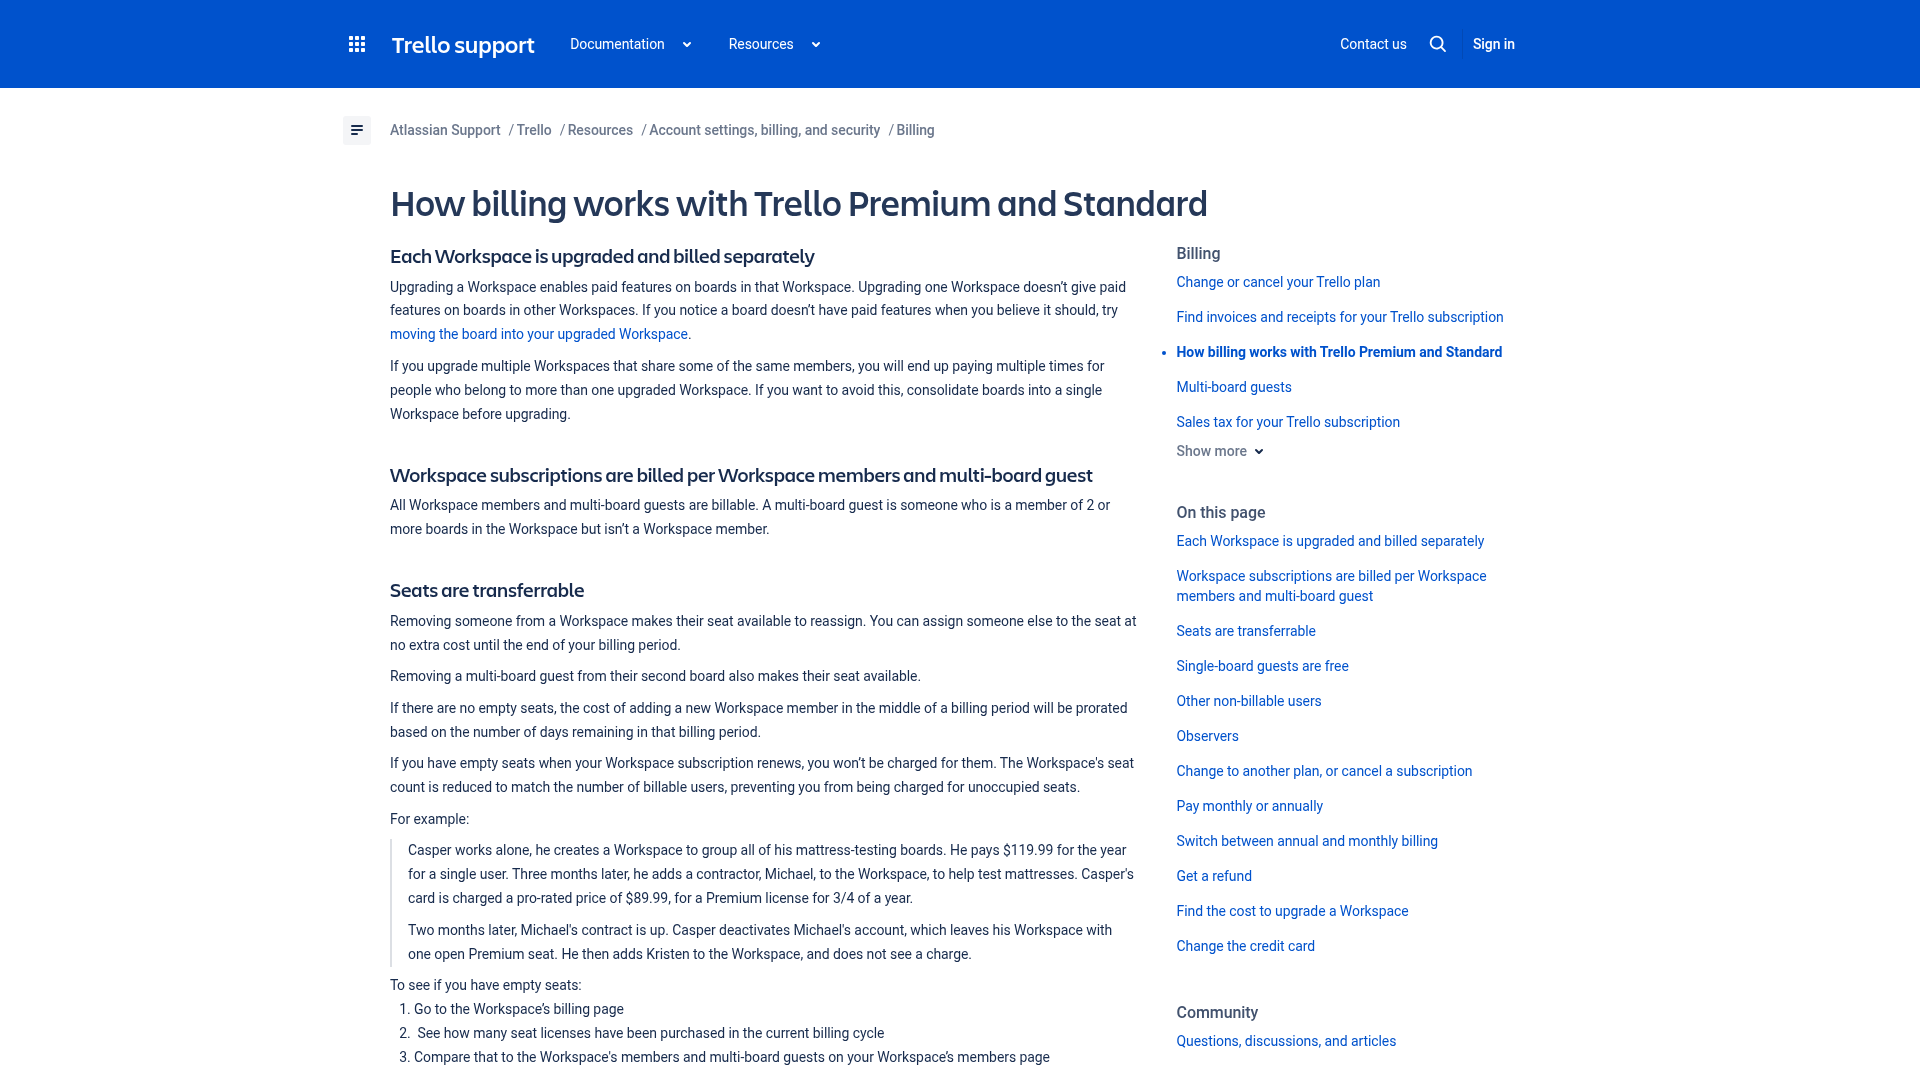 Trello support
Documentation
Resources
Contact us
Sign in
Atlassian Support / Trello / Resources / Account settings, billing, and security / Billing
How billing works with Trello Premium and Standard
Each Workspace is upgraded and billed separately
Upgrading a Workspace enables paid features on boards in that Workspace. Upgrading one Workspace doesn’t give paid
features on boards in other Workspaces. If you notice a board doesn’t have paid features when you believe it should, try
moving the board into your upgraded Workspace.
If you upgrade multiple Workspaces that share some of the same members, you will end up paying multiple times for
people who belong to more than one upgraded Workspace. If you want to avoid this, consolidate boards into a single
Workspace before upgrading.
Workspace subscriptions are billed per Workspace members and multi-board guest
All Workspace members and multi-board guests are billable. A multi-board guest is someone who is a member of 2 or
more boards in the Workspace but isn’t a Workspace member.
Seats are transferrable
Removing someone from a Workspace makes their seat available to reassign. You can assign someone else to the seat at
no extra cost until the end of your billing period.
Removing a multi-board guest from their second board also makes their seat available.
If there are no empty seats, the cost of adding a new Workspace member in the middle of a billing period will be prorated
based on the number of days remaining in that billing period.
If you have empty seats when your Workspace subscription renews, you won’t be charged for them. The Workspace's seat
count is reduced to match the number of billable users, preventing you from being charged for unoccupied seats.
For example:
Casper works alone, he creates a Workspace to group all of his mattress-testing boards. He pays $119.99 for the year
for a single user. Three months later, he adds a contractor, Michael, to the Workspace, to help test mattresses. Casper's
card is charged a pro-rated price of $89.99, for a Premium license for 3/4 of a year.
Two months later, Michael's contract is up. Casper deactivates Michael's account, which leaves his Workspace with
one open Premium seat. He then adds Kristen to the Workspace, and does not see a charge.
To see if you have empty seats:
1. Go to the Workspace’s billing page
2. See how many seat licenses have been purchased in the current billing cycle
3. Compare that to the Workspace's members and multi-board guests on your Workspace’s members page
Billing
Change or cancel your Trello plan
Find invoices and receipts for your Trello subscription
• How billing works with Trello Premium and Standard
Multi-board guests
Sales tax for your Trello subscription
Show more
On this page
Each Workspace is upgraded and billed separately
Workspace subscriptions are billed per Workspace
members and multi-board guest
Seats are transferrable
Single-board guests are free
Other non-billable users
Observers
Change to another plan, or cancel a subscription
Pay monthly or annually
Switch between annual and monthly billing
Get a refund
Find the cost to upgrade a Workspace
Change the credit card
Community
Questions, discussions, and articles